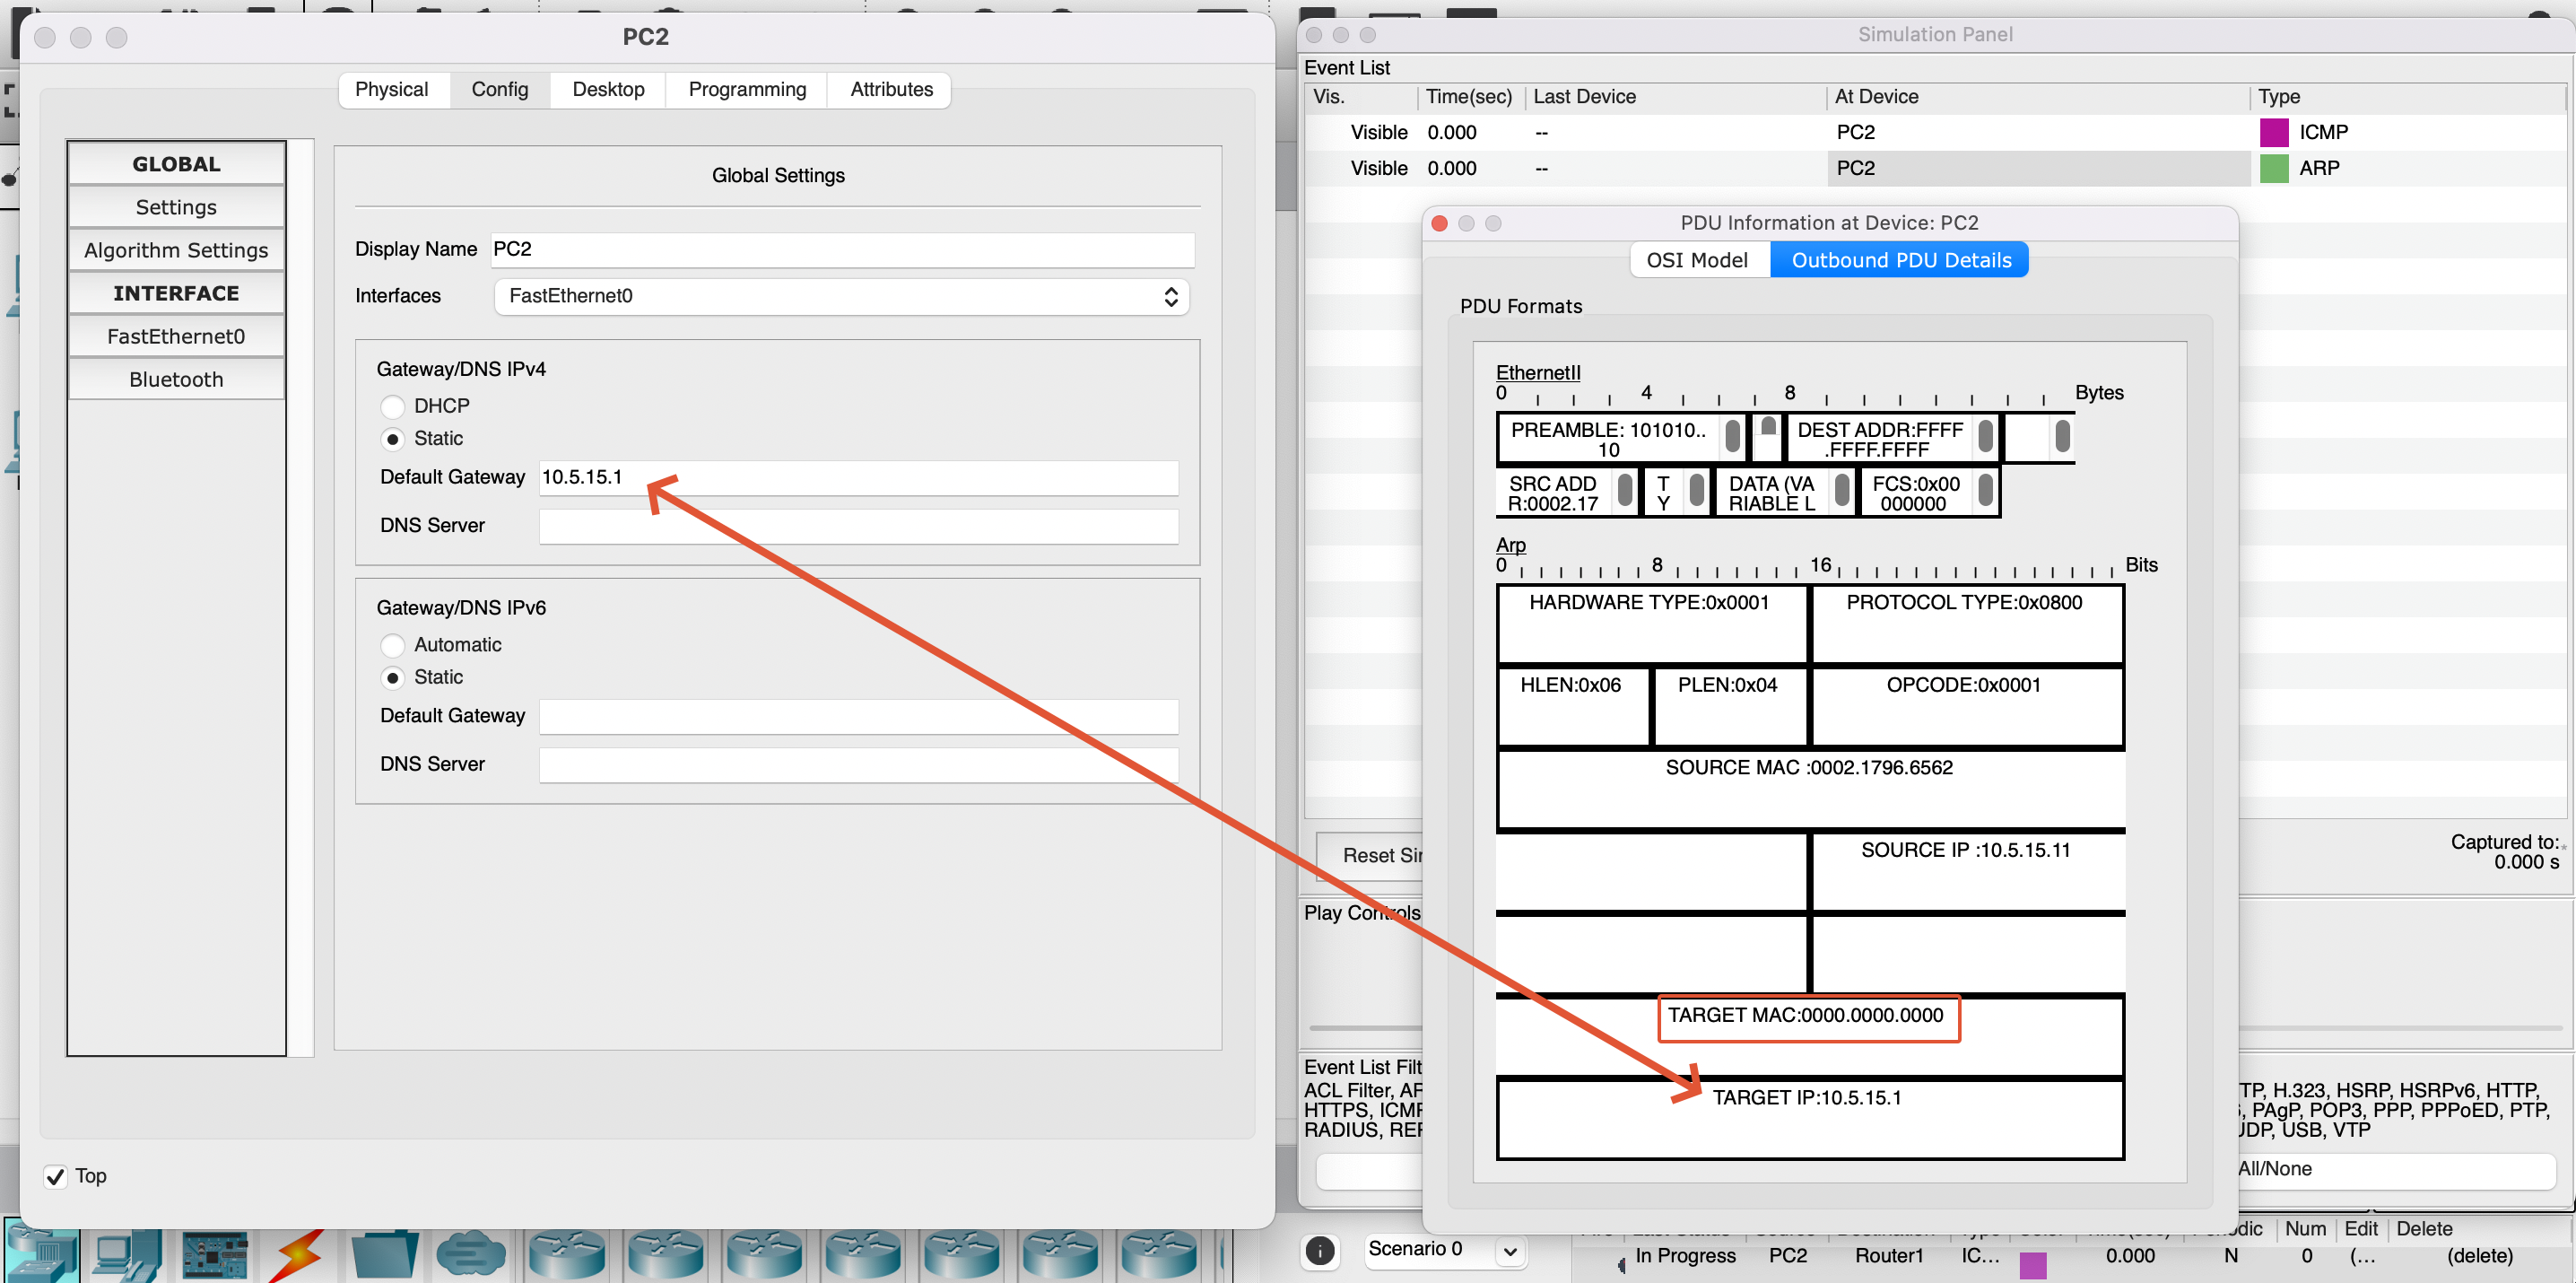 PC2
Physical
Config
Desktop
Programming
Attributes
GLOBAL
Settings
Algorithm Settings
INTERFACE
FastEthernet0
Bluetooth
Global Settings
Display Name PC2
Interfaces FastEthernet0
Gateway/DNS IPv4
DHCP
Static
Default Gateway 10.5.15.1
DNS Server
Gateway/DNS IPv6
Automatic
Static
Default Gateway
DNS Server
Top
Simulation Panel
Event List
Vis. Time(sec) Last Device At Device Type
Visible 0.000 -- PC2 ICMP
Visible 0.000 -- PC2 ARP
PDU Information at Device: PC2
OSI Model
Outbound PDU Details
PDU Formats
EthernetII
0 4 8 Bytes
PREAMBLE: 101010..
10
DEST ADDR:FFFF
.FFFF.FFFF
SRC ADD
R:0002.17
T
Y
DATA (VA
RIABLE L
FCS:0x00
000000
Arp
0 8 16 Bits
HARDWARE TYPE:0x0001
PROTOCOL TYPE:0x0800
HLEN:0x06
PLEN:0x04
OPCODE:0x0001
SOURCE MAC :0002.1796.6562
SOURCE IP :10.5.15.11
TARGET MAC:0000.0000.0000
TARGET IP:10.5.15.1
Reset Sir
Captured to:*
0.000 s
Play Controls
Event List Filt
ACL Filter, AF
HTTPS, ICMF
RADIUS, REF
TP, H.323, HSRP, HSRPv6, HTTP,
PAgP, POP3, PPP, PPPoED, PTP,
UDP, USB, VTP
All/None
Scenario 0
Num Edit Delete
In Progress PC2 Router1 IC... 0.000 N 0 (... (delete)